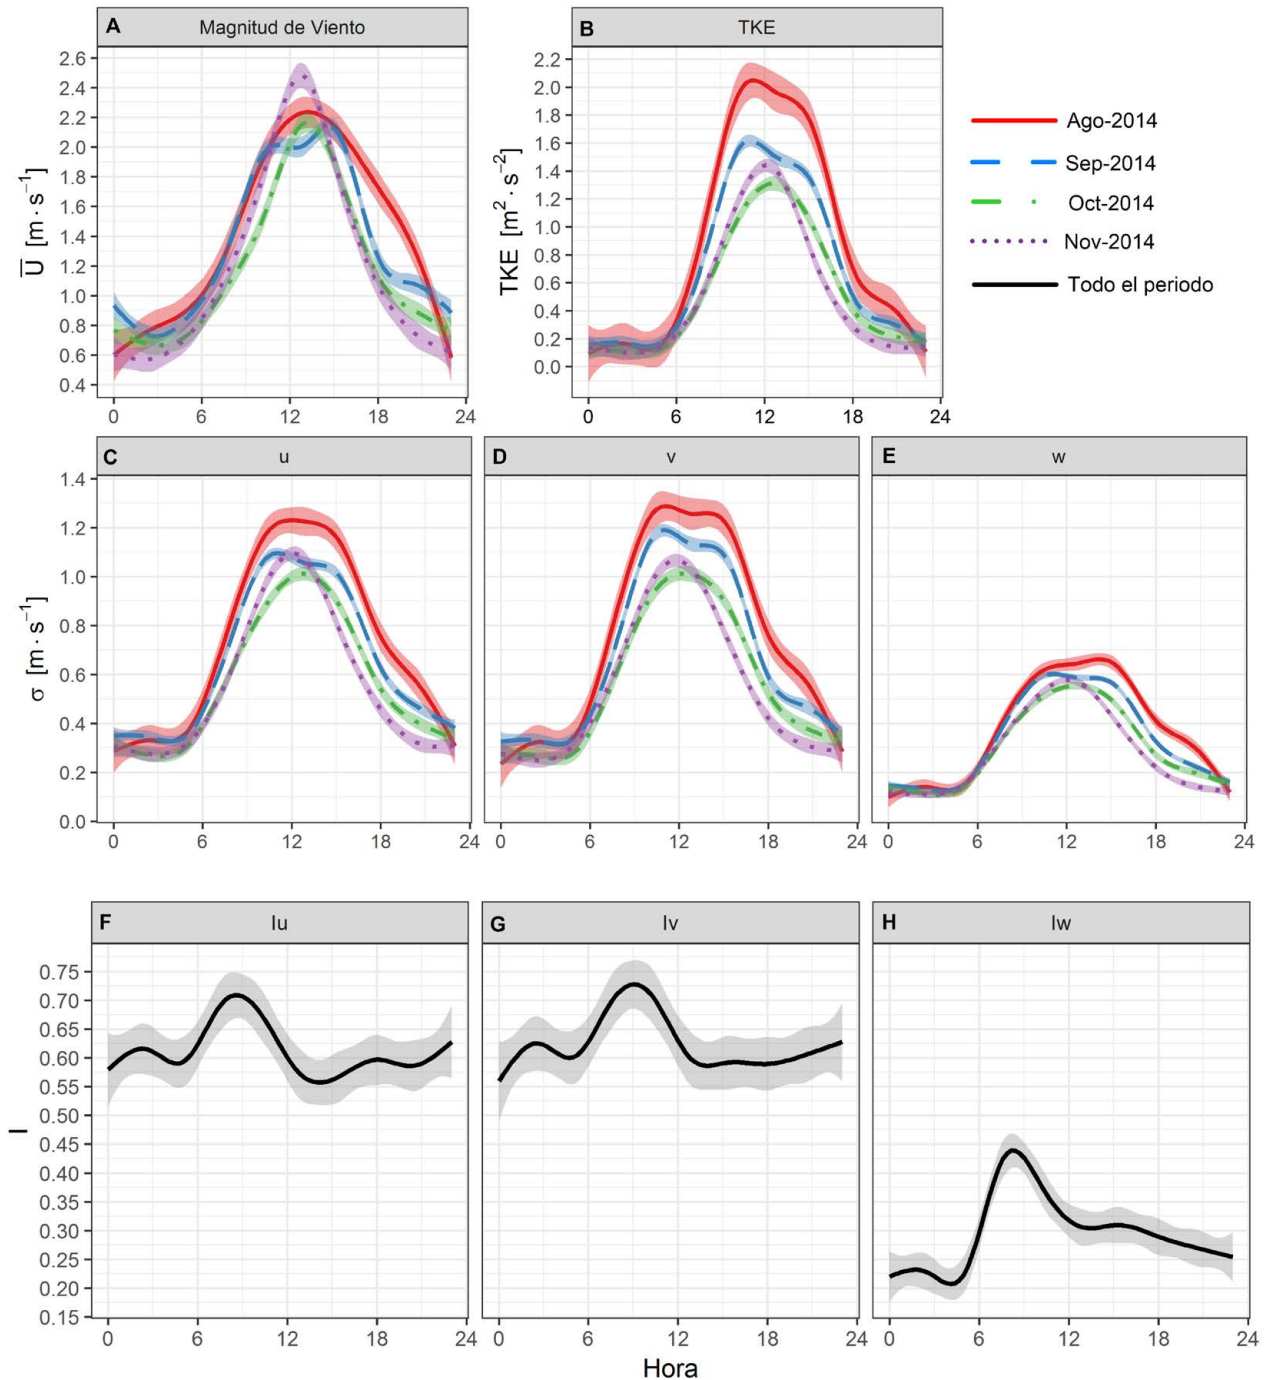 A Magnitud de Viento
2.6
2.4
2.2
2.0
1.8
1.6
1.4
1.2
1.0
0.8
0.6
0.4
U [m · s⁻¹]
0 6 12 18 24
B TKE
2.2
2.0
1.8
1.6
1.4
1.2
1.0
0.8
0.6
0.4
0.2
0.0
TKE [m² · s⁻²]
0 6 12 18 24
Ago-2014
Sep-2014
Oct-2014
Nov-2014
Todo el periodo
C u
D v
E w
1.4
1.2
1.0
0.8
0.6
0.4
0.2
0.0
σ [m · s⁻¹]
0 6 12 18 24
0 6 12 18 24
0 6 12 18 24
F Iu
G Iv
H Iw
0.75
0.70
0.65
0.60
0.55
0.50
0.45
0.40
0.35
0.30
0.25
0.20
0.15
I
0 6 12 18 24
0 6 12 18 24
0 6 12 18 24
Hora